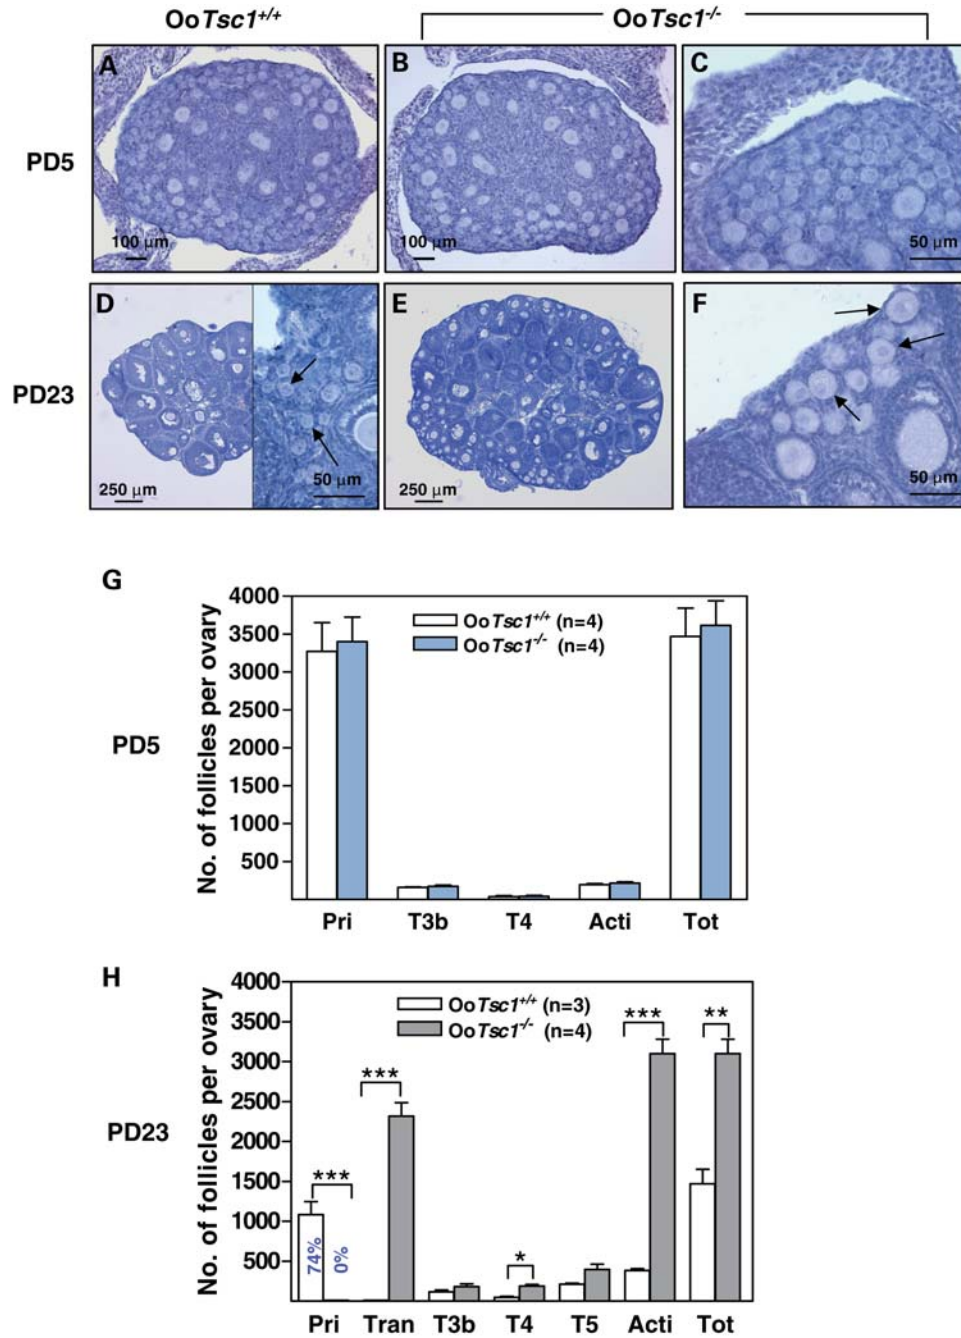 OoTsc1+/+
OoTsc1-/-
A
B
C
PD5
100 µm
100 µm
50 µm
D
E
F
PD23
250 µm
50 µm
250 µm
50 µm
G
PD5
No. of follicles per ovary
4000
3500
3000
2500
2000
1500
1000
500
OoTsc1+/+ (n=4)
OoTsc1-/- (n=4)
Pri T3b T4 Acti Tot
H
PD23
No. of follicles per ovary
4000
3500
3000
2500
2000
1500
1000
500
OoTsc1+/+ (n=3)
OoTsc1-/- (n=4)
***
***
*
***
**
74%
0%
Pri Tran T3b T4 T5 Acti Tot